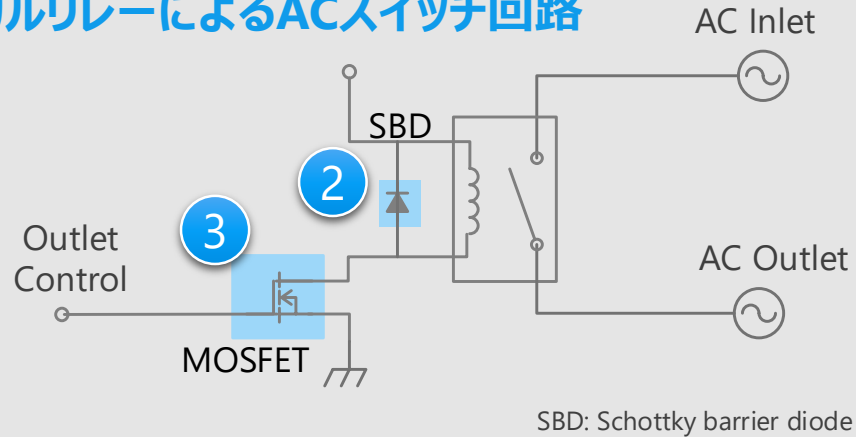 ルリレーによるACスイッチ回路
AC Inlet
SBD
2
3
Outlet
Control
AC Outlet
MOSFET
SBD: Schottky barrier diode